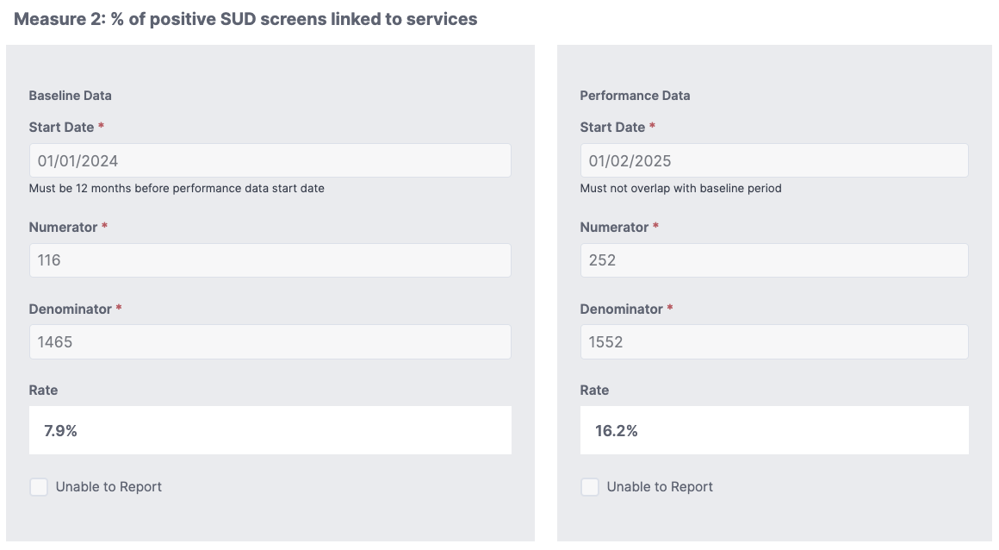 Measure 2: % of positive SUD screens linked to services
Baseline Data
Start Date *
01/01/2024
Must be 12 months before performance data start date
Numerator *
116
Denominator *
1465
Rate
7.9%
Unable to Report
Performance Data
Start Date *
01/02/2025
Must not overlap with baseline period
Numerator *
252
Denominator *
1552
Rate
16.2%
Unable to Report